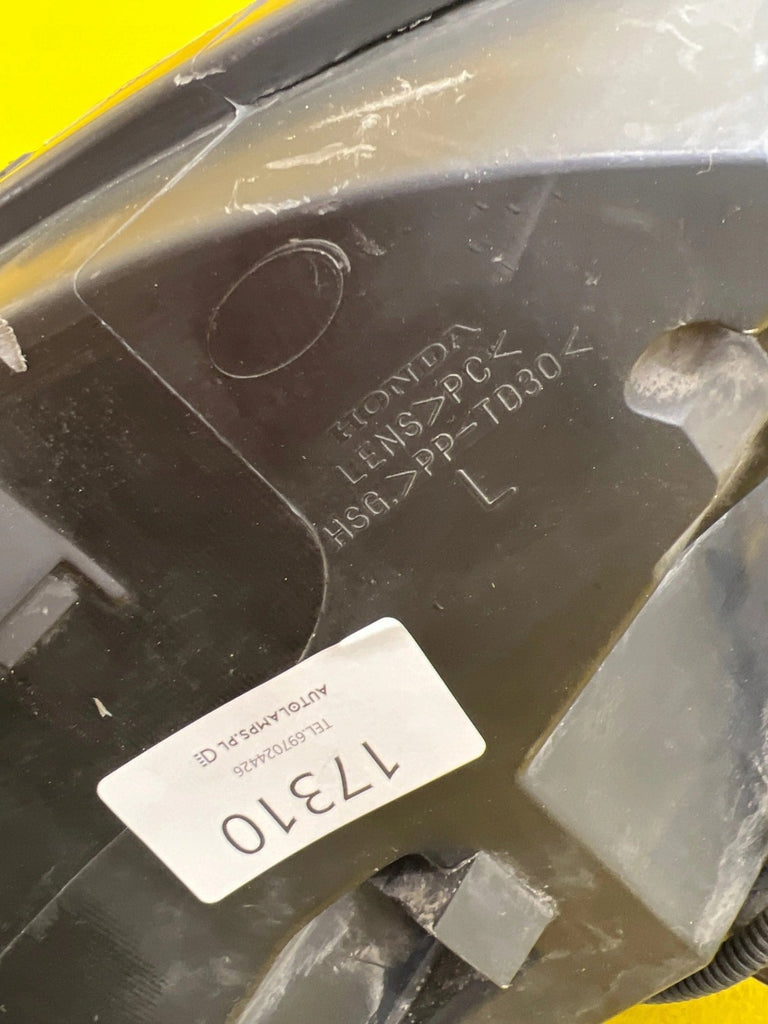 HONDA
LENS>PC<
HSG.>PP-TD30<
L
AUTOLAMPS.PL
TEL.697024426
17310